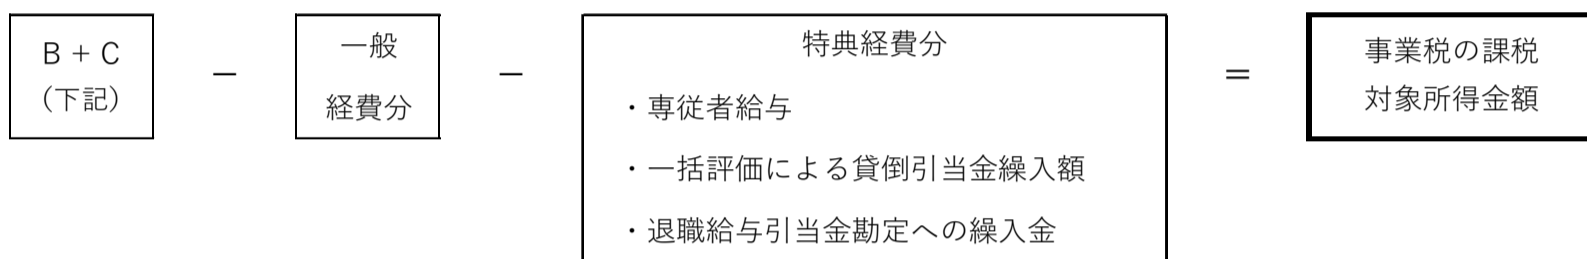 B + C
(下記)
−
一般
経費分
−
特典経費分
・専従者給与
・一括評価による貸倒引当金繰入額
・退職給与引当金勘定への繰入金
=
事業税の課税
対象所得金額